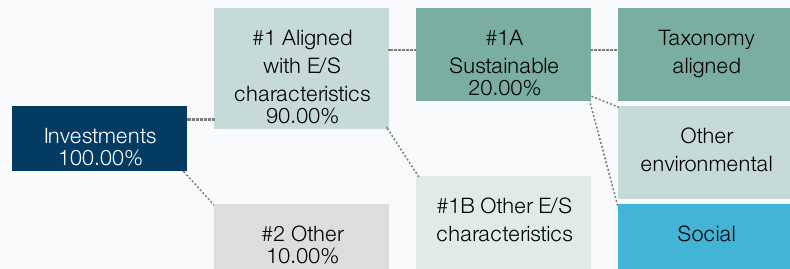 #1 Aligned
with E/S
characteristics
90.00%
#1A
Sustainable
20.00%
Taxonomy
aligned
Investments
100.00%
Other
environmental
#1B Other E/S
characteristics
#2 Other
10.00%
Social